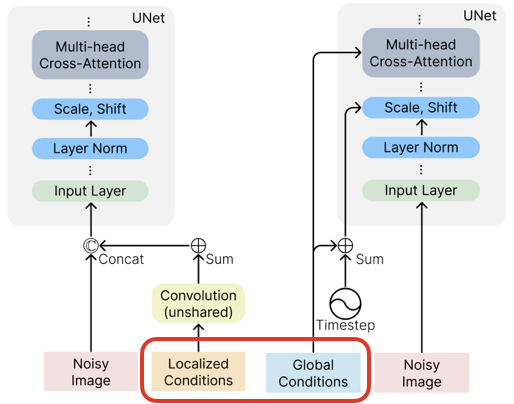 UNet
Multi-head
Cross-Attention
Scale, Shift
Layer Norm
Input Layer
Concat
Sum
Convolution
(unshared)
Noisy
Image
Localized
Conditions
UNet
Multi-head
Cross-Attention
Scale, Shift
Layer Norm
Input Layer
Sum
Timestep
Global
Conditions
Noisy
Image